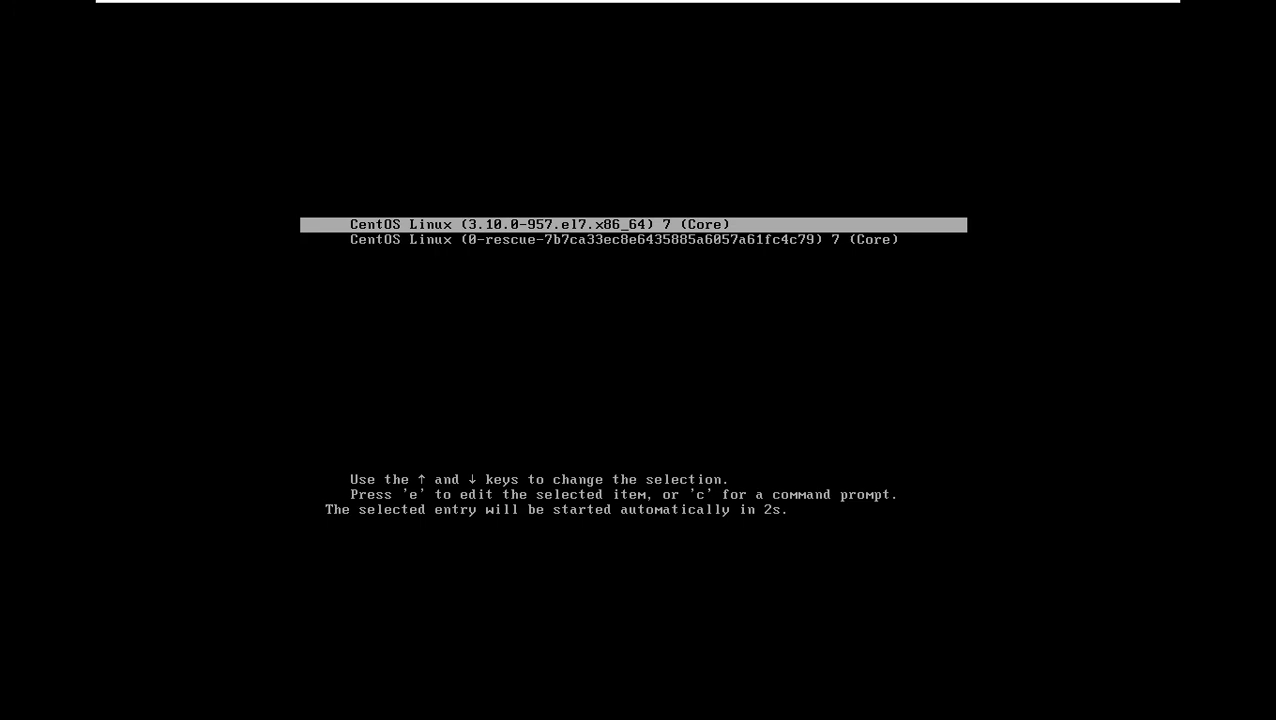 CentOS Linux (3.10.0-957.el7.x86_64) 7 (Core)
CentOS Linux (0-rescue-7b7ca33ec8e6435885a6057a61fc4c79) 7 (Core)
Use the ↑ and ↓ keys to change the selection.
Press 'e' to edit the selected item, or 'c' for a command prompt.
The selected entry will be started automatically in 2s.